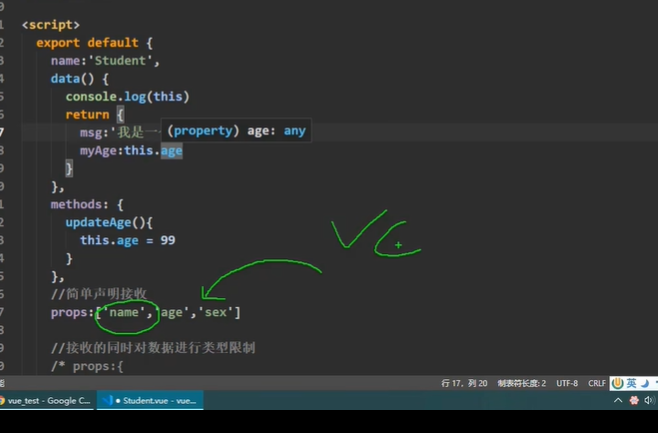 <script>
export default {
name:'Student',
data() {
console.log(this)
return {
msg:'我是一 (property) age: any
myAge:this.age
}
},
methods: {
updateAge(){
this.age = 99
}
},
//简单声明接收
props:['name','age','sex']
//接收的同时对数据进行类型限制
/* props:{
VC
行 17，列 20 制表符长度: 2 UTF-8 CRLF 英
vue_test - Google C... Student.vue - vue...